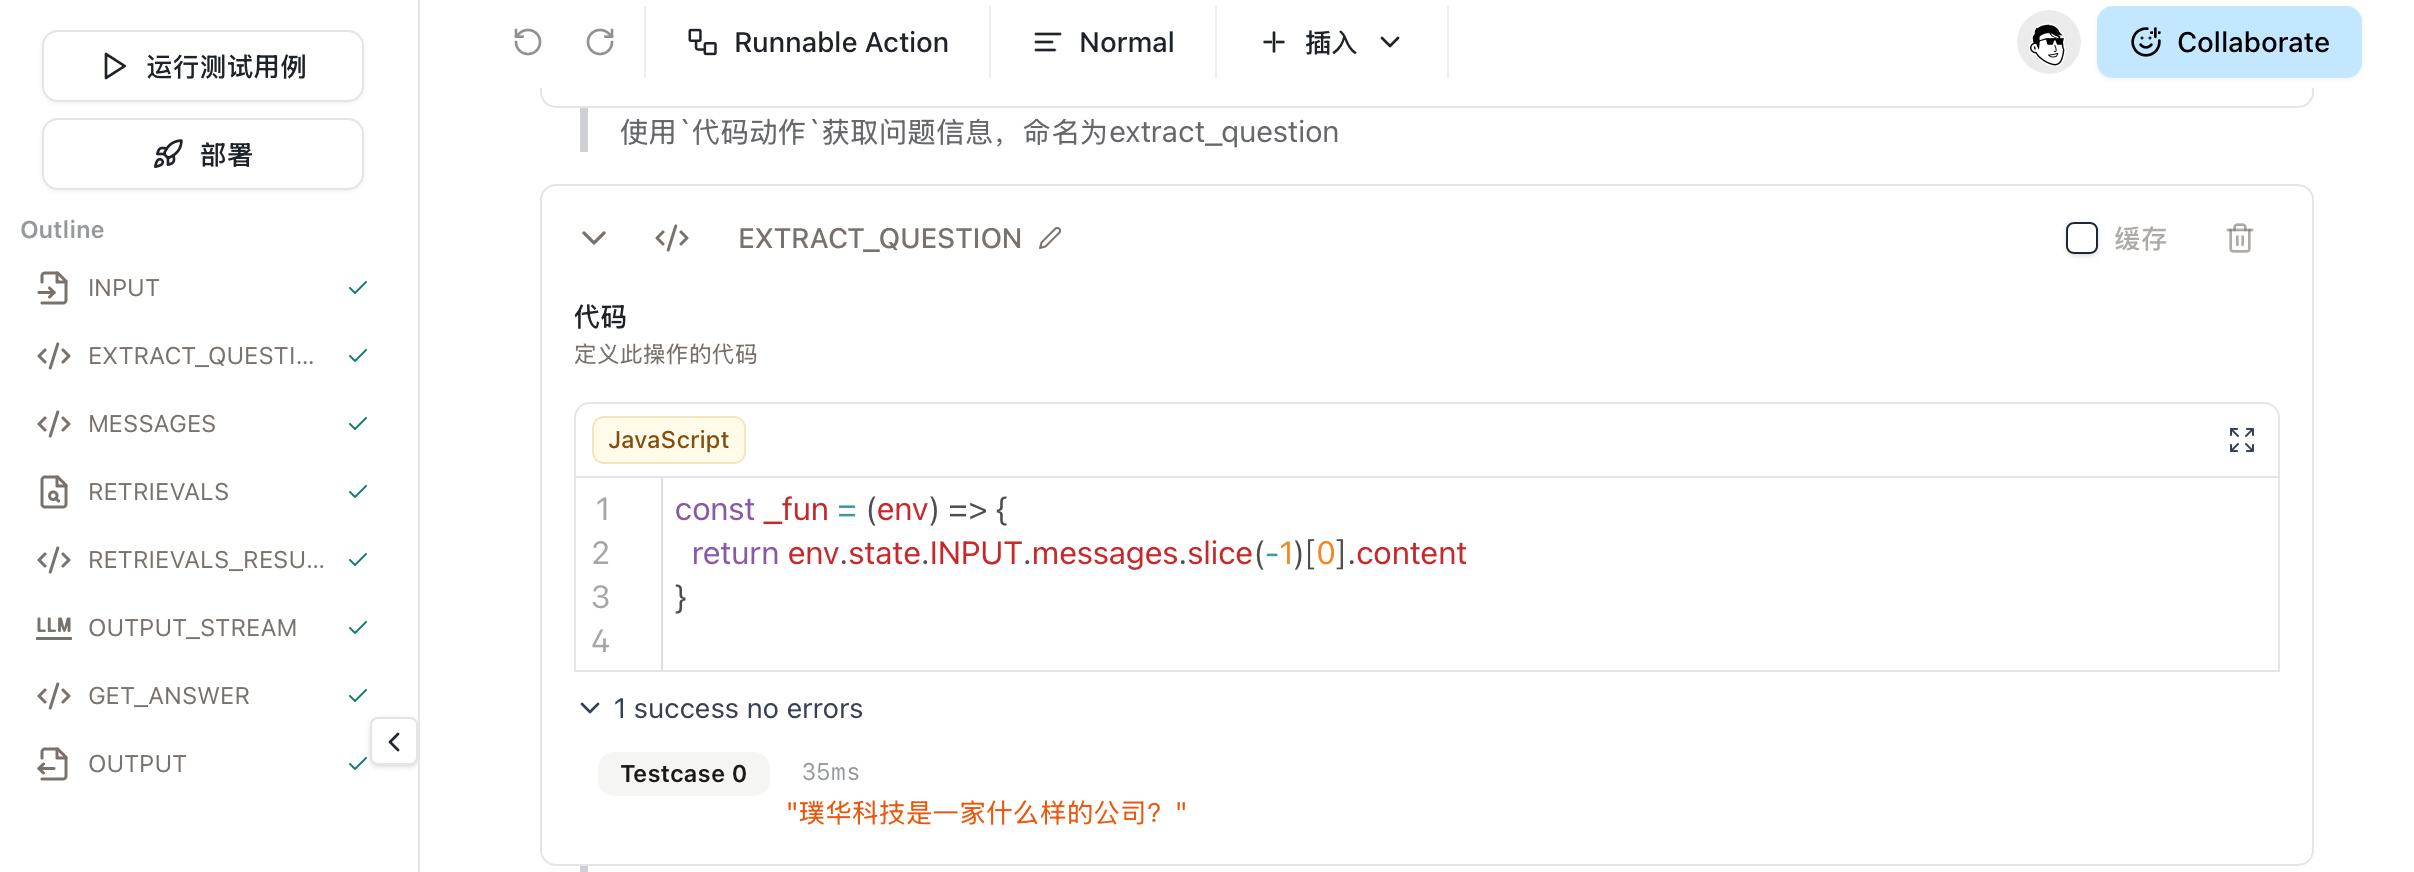 运行测试用例
部署
Outline
INPUT
EXTRACT_QUESTI...
MESSAGES
RETRIEVALS
RETRIEVALS_RESU...
LLM OUTPUT_STREAM
GET_ANSWER
OUTPUT
Runnable Action
Normal
插入
Collaborate
使用`代码动作`获取问题信息，命名为extract_question
EXTRACT_QUESTION
缓存
代码
定义此操作的代码
JavaScript
1 const _fun = (env) => {
2 return env.state.INPUT.messages.slice(-1)[0].content
3 }
4
1 success no errors
Testcase 0 35ms
"璞华科技是一家什么样的公司？"